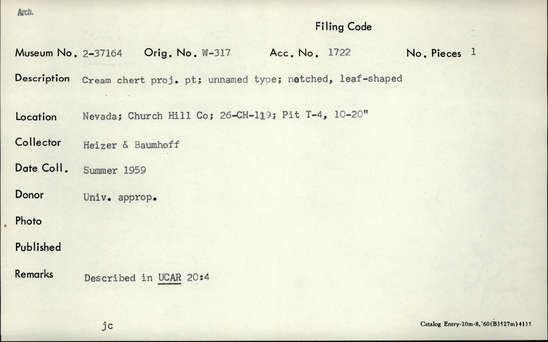 Arch.
Filing Code
Museum No. 2-37164 Orig. No. W-317 Acc. No. 1722 No. Pieces 1
Description Cream chert proj. pt; unnamed type; notched, leaf-shaped
Location Nevada; Church Hill Co; 26-CH-119; Pit T-4, 10-20"
Collector Heizer & Baumhoff
Date Coll. Summer 1959
Donor Univ. approp.
Photo
Published
Remarks Described in UCAR 20:4
jc
Catalog Entry-20m-8,'60